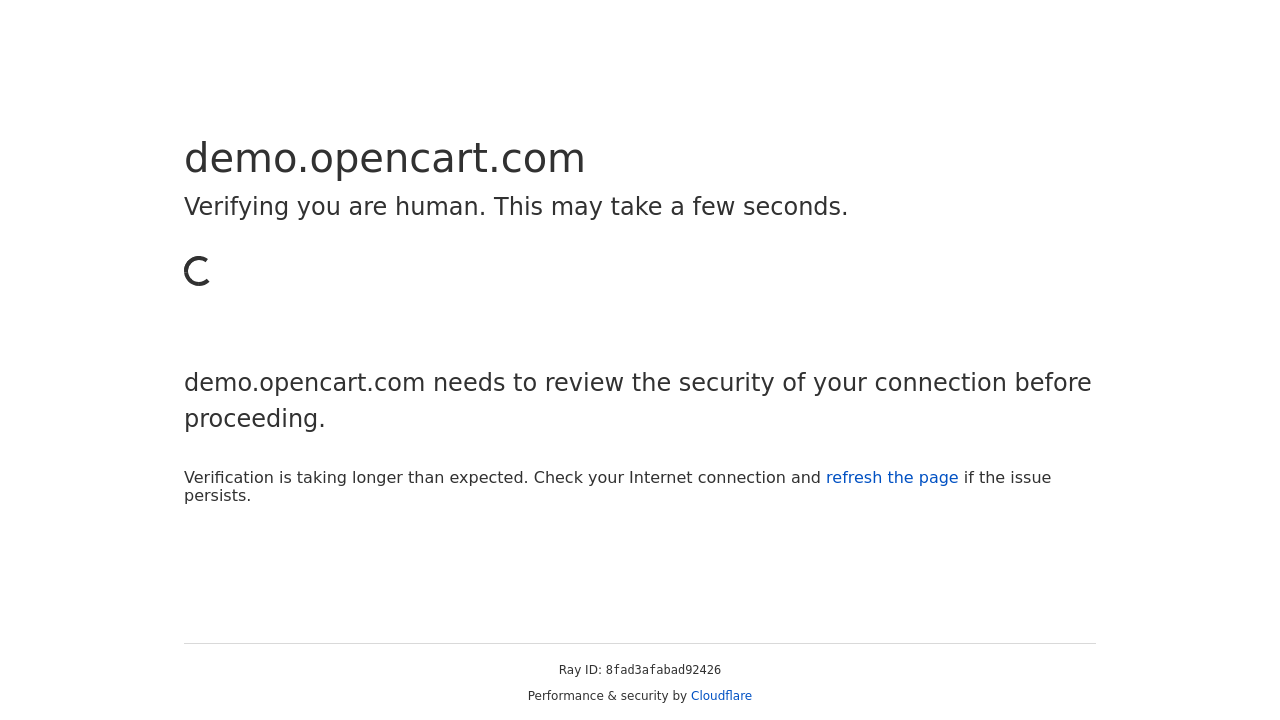 demo.opencart.com
Verifying you are human. This may take a few seconds.
demo.opencart.com needs to review the security of your connection before
proceeding.
Verification is taking longer than expected. Check your Internet connection and refresh the page if the issue
persists.
Ray ID: 8fad3afabad92426
Performance & security by Cloudflare